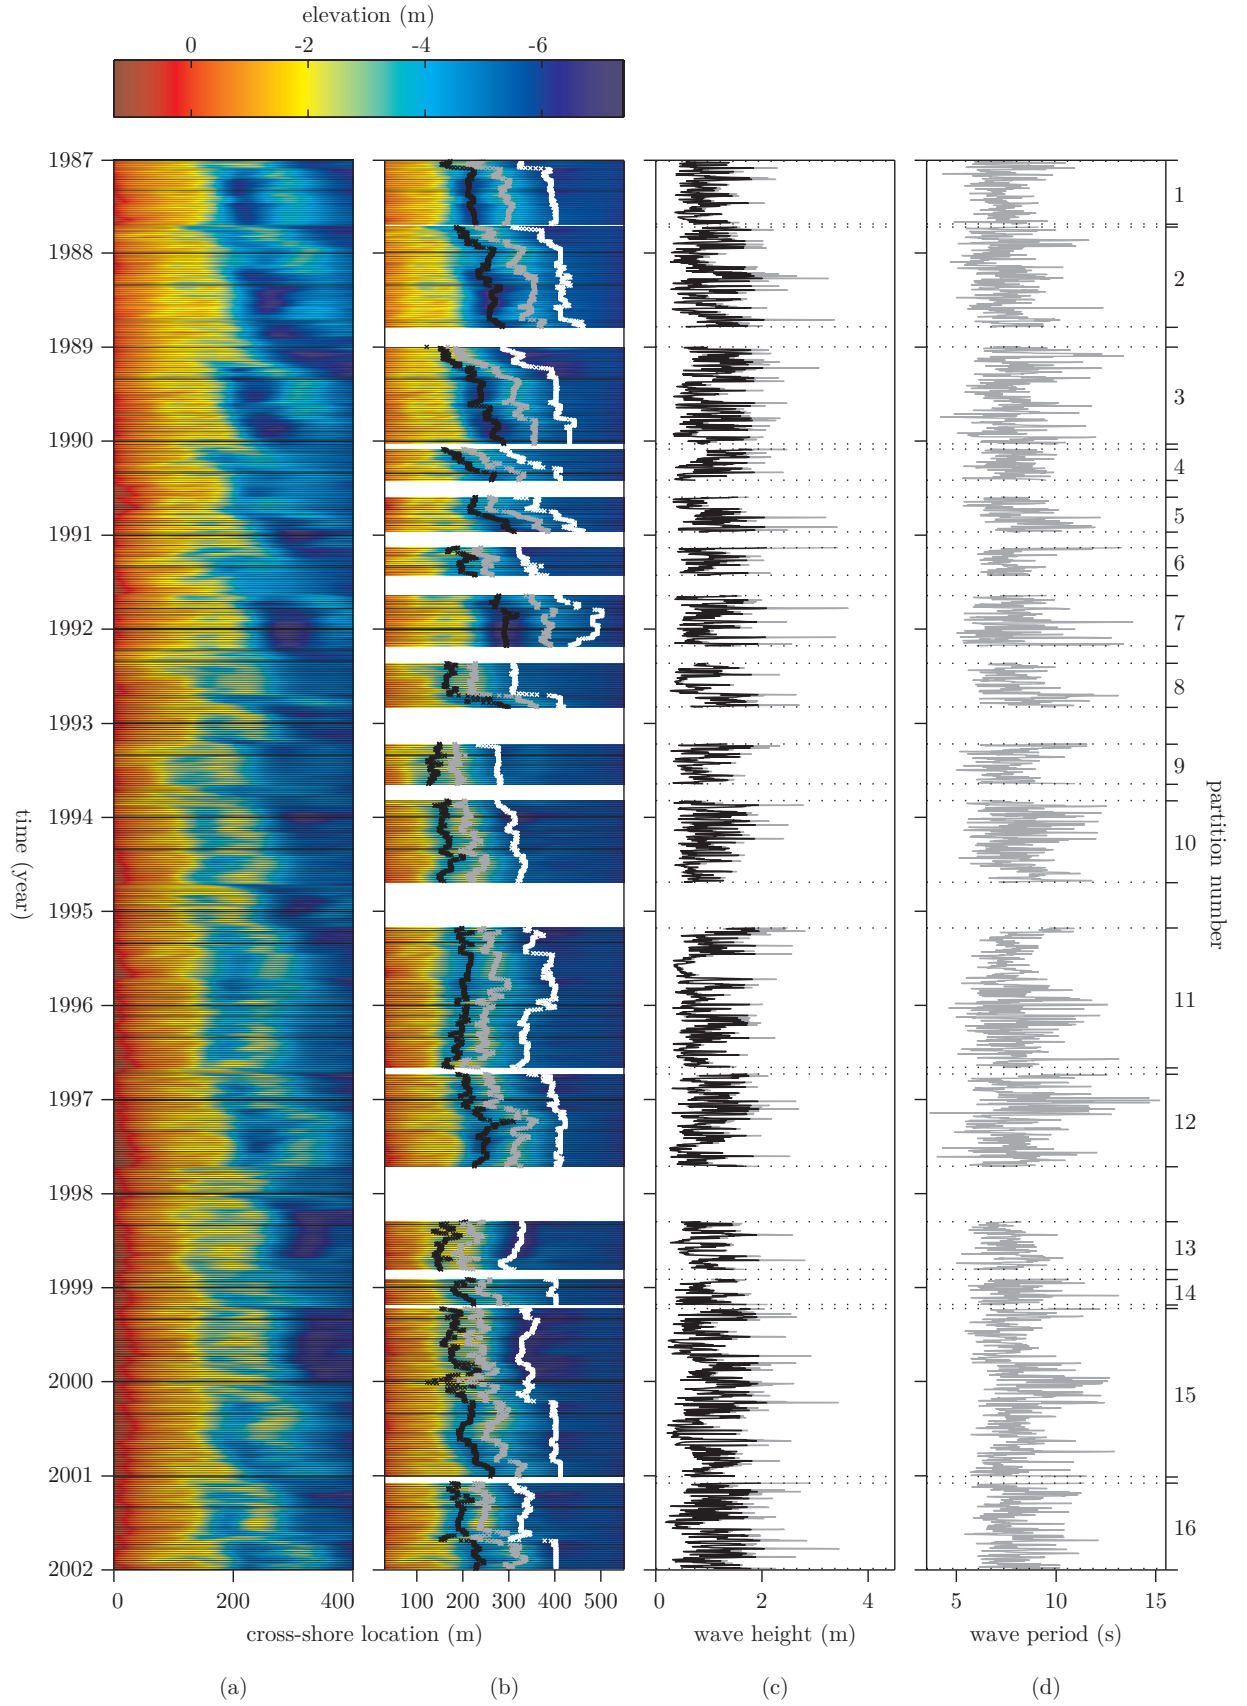 elevation (m)
0 -2 -4 -6
1987
1988
1989
1990
1991
1992
1993
1994
1995
1996
1997
1998
1999
2000
2001
2002
time (year)
1
2
3
4
5
6
7
8
9
10
11
12
13
14
15
16
partition number
0 200 400
100 200 300 400 500
0 2 4
5 10 15
cross-shore location (m)
wave height (m)
wave period (s)
(a) (b) (c) (d)